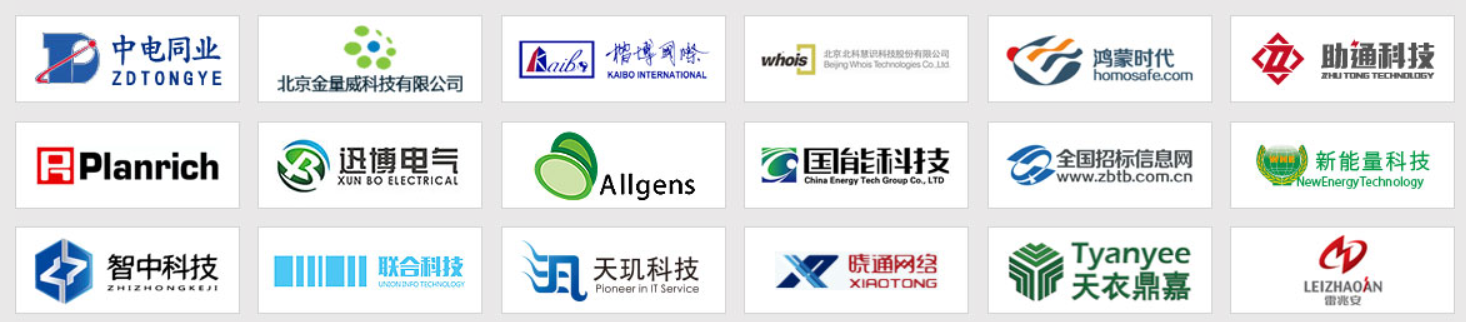 中电同业
ZDTONGYE
北京金量威科技有限公司
Kaibo
楷博國際
KAIBO INTERNATIONAL
whois
北京北科慧识科技股份有限公司
Beijing Whois Technologies Co.,Ltd.
鸿蒙时代
homosafe.com
助通科技
ZHU TONG TECHNOLOGY
Planrich
迅博电气
XUN BO ELECTRICAL
Allgens
国能科技
China Energy Tech Group Co., LTD
全国招标信息网
www.zbtb.com.cn
新能量科技
NewEnergyTechnology
智中科技
ZHIZHONGKEJI
联合科技
UNION INFO TECHNOLOGY
天玑科技
Pioneer in IT Service
晓通网络
XIAOTONG
Tyanyee
天衣鼎嘉
LEIZHAOAN
雷兆安